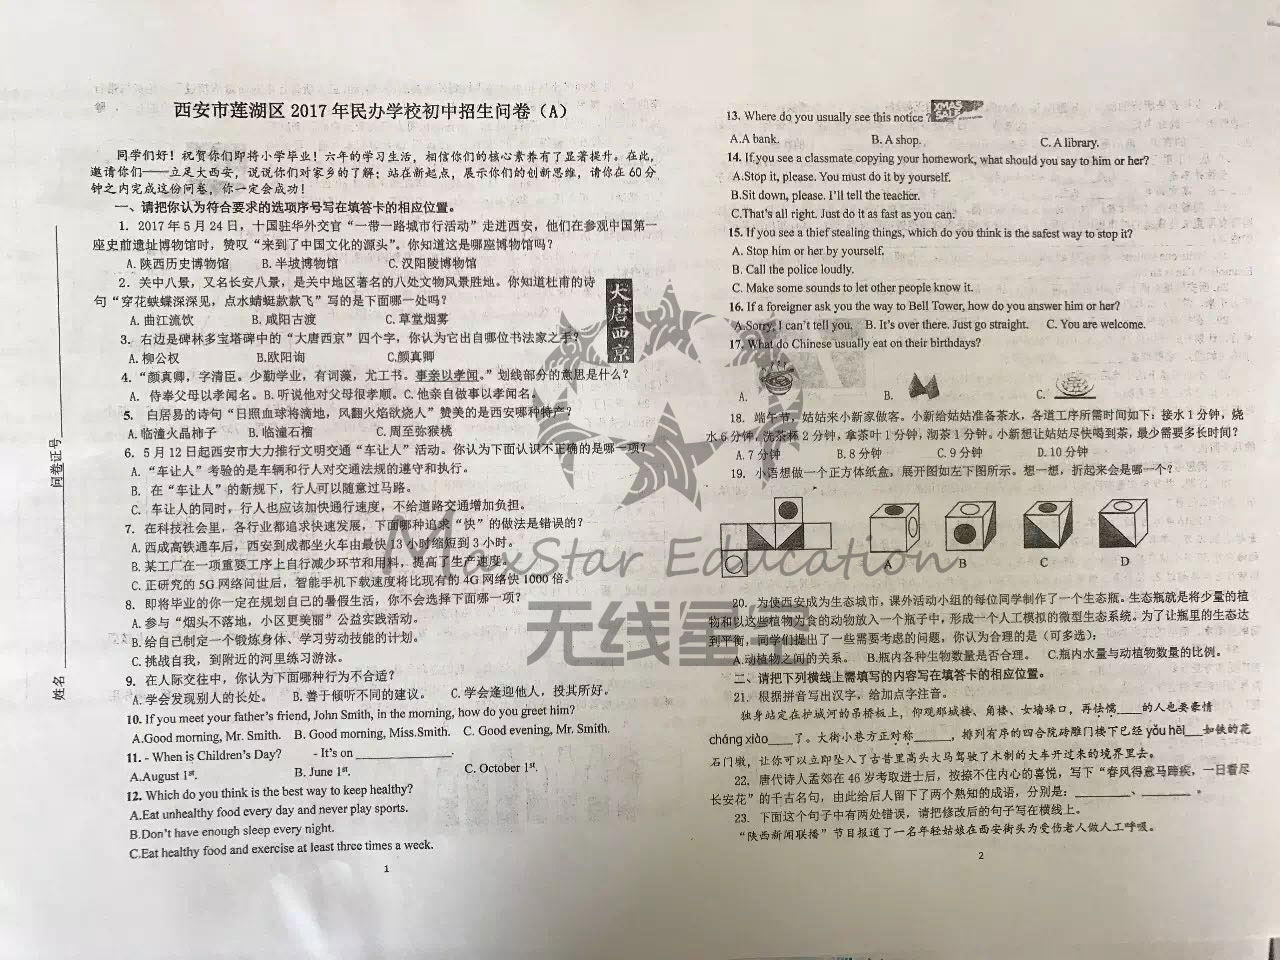 西安市莲湖区 2017 年民办学校初中招生问卷（A）
同学们好！祝贺你们即将小学毕业！六年的学习生活，相信你们的核心素养有了显著提升。在此，
邀请你们——立足大西安，说说你们对家乡的了解；站在新起点，展示你们的创新思维，请你在 60 分
钟之内完成这份问卷，你一定会成功！
一、请把你认为符合要求的选项序号写在填答卡的相应位置。
1. 2017 年 5 月 24 日，十国驻华外交官“一带一路城市行活动”走进西安，他们在参观中国第一
座史前遗址博物馆时，赞叹“来到了中国文化的源头”。你知道这是哪座博物馆吗？
A. 陕西历史博物馆 B. 半坡博物馆 C. 汉阳陵博物馆
2. 关中八景，又名长安八景，是关中地区著名的八处文物风景胜地。你知道杜甫的诗
句“穿花蛱蝶深深见，点水蜻蜓款款飞”写的是下面哪一处吗？
A. 曲江流饮 B. 咸阳古渡 C. 草堂烟雾
大唐西京
3. 右边是碑林多宝塔碑中的“大唐西京”四个字，你认为它出自哪位书法家之手？
A. 柳公权 B.欧阳询 C.颜真卿
4. “颜真卿，字清臣。少勤学业，有词藻，尤工书。事亲以孝闻。”划线部分的意思是什么？
A. 侍奉父母以孝闻名。B. 听说他对父母很孝顺。C. 他亲自做事以孝闻名。
5. 白居易的诗句“日照血球将滴地，风翻火焰欲烧人”赞美的是西安哪种特产？
A. 临潼火晶柿子 B. 临潼石榴 C. 周至弥猴桃
6. 5 月 12 日起西安市大力推行文明交通“车让人”活动。你认为下面认识不正确的是哪一项？
A. “车让人”考验的是车辆和行人对交通法规的遵守和执行。
B. 在“车让人”的新规下，行人可以随意过马路。
C. 车让人的同时，行人也应该加快通行速度，不给道路交通增加负担。
7. 在科技社会里，各行业都追求快速发展，下面哪种追求“快”的做法是错误的？
A. 西成高铁通车后，西安到成都坐火车由最快 13 小时缩短到 3 小时。
B. 某工厂在一项重要工序上自行减少环节和用料，提高了生产速度。
C. 正研究的 5G 网络问世后，智能手机下载速度将比现有的 4G 网络快 1000 倍。
8. 即将毕业的你一定在规划自己的暑假生活，你不会选择下面哪一项？
A. 参与“烟头不落地，小区更美丽”公益实践活动。
B. 给自己制定一个锻炼身体、学习劳动技能的计划。
C. 挑战自我，到附近的河里练习游泳。
9. 在人际交往中，你认为下面哪种行为不合适？
A. 学会发现别人的长处。 B. 善于倾听不同的建议。 C. 学会逢迎他人，投其所好。
10. If you meet your father's friend, John Smith, in the morning, how do you greet him?
A.Good morning, Mr. Smith. B. Good morning, Miss.Smith. C. Good evening, Mr. Smith.
11. - When is Children's Day? - It's on ____________.
A.August 1st. B. June 1st. C. October 1st.
12. Which do you think is the best way to keep healthy?
A.Eat unhealthy food every day and never play sports.
B.Don't have enough sleep every night.
C.Eat healthy food and exercise at least three times a week.
1
问卷证号
姓名
13. Where do you usually see this notice ? XMAS SALE
A.A bank. B. A shop. C. A library.
14. If you see a classmate copying your homework, what should you say to him or her?
A.Stop it, please. You must do it by yourself.
B.Sit down, please. I'll tell the teacher.
C.That's all right. Just do it as fast as you can.
15. If you see a thief stealing things, which do you think is the safest way to stop it?
A. Stop him or her by yourself.
B. Call the police loudly.
C. Make some sounds to let other people know it.
16. If a foreigner ask you the way to Bell Tower, how do you answer him or her?
A.Sorry, I can't tell you. B. It's over there. Just go straight. C. You are welcome.
17. What do Chinese usually eat on their birthdays?
A. B. C.
18. 端午节，姑姑来小新家做客。小新给姑姑准备茶水，各道工序所需时间如下：接水 1 分钟，烧
水 6 分钟，洗茶杯 2 分钟，拿茶叶 1 分钟，沏茶 1 分钟。小新想让姑姑尽快喝到茶，最少需要多长时间？
A. 7 分钟 B. 8 分钟 C. 9 分钟 D.10 分钟
19. 小语想做一个正方体纸盒，展开图如左下图所示。想一想，折起来会是哪一个？
A B C D
20. 为使西安成为生态城市，课外活动小组的每位同学制作了一个生态瓶。生态瓶就是将少量的植
物和以这些植物为食的动物放入一个瓶子中，形成一个人工模拟的微型生态系统。为了让瓶里的生态达
到平衡，同学们提出了一些需要考虑的问题，你认为合理的是（可多选）：
A.动植物之间的关系。 B.瓶内各种生物数量是否合理。 C.瓶内水量与动植物数量的比例。
二、请把下列横线上需填写的内容写在填答卡的相应位置。
21. 根据拼音写出汉字，给加点字注音。
独身站定在护城河的吊桥板上，仰观那城楼、角楼、女墙垛口，再怯懦____的人也要豪情
cháng xiào____了。大街小巷方正对称______，排列有序的四合院砖雕门楼下已经 yǒu hēi____如铁的花
石门墩，让你可以立即坠入了古昔里高头大马驾驶了木制的大车开过来的境界里去。
22. 唐代诗人孟郊在 46 岁考取进士后，按捺不住内心的喜悦，写下“春风得意马蹄疾，一日看尽
长安花”的千古名句，由此给后人留下了两个熟知的成语，分别是：________、________。
23. 下面这个句子中有两处错误，请把修改后的句子写在横线上。
“陕西新闻联播”节目报道了一名年轻姑娘在西安街头为受伤老人做人工呼吸。
2
MaxStar Education
无线星宇